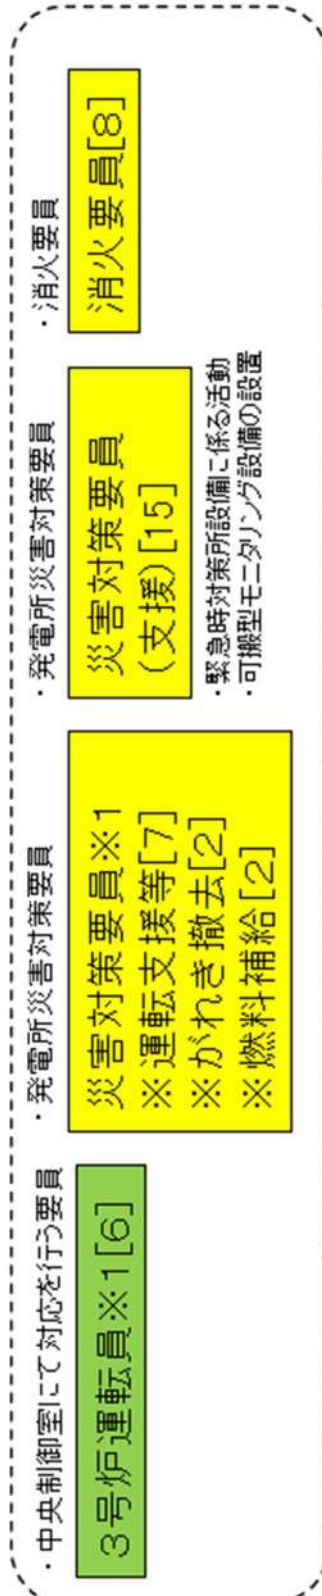 ・中央制御室にて対応を行う要員
3号炉運転員※1[6]
・発電所災害対策要員
災害対策要員※1
※運転支援等[7]
※がれき撤去[2]
※燃料補給[2]
・発電所災害対策要員
災害対策要員
(支援)[15]
・緊急時対策所設備に係る活動
・可搬型モニタリング設備の設置
・消火要員
消火要員[8]